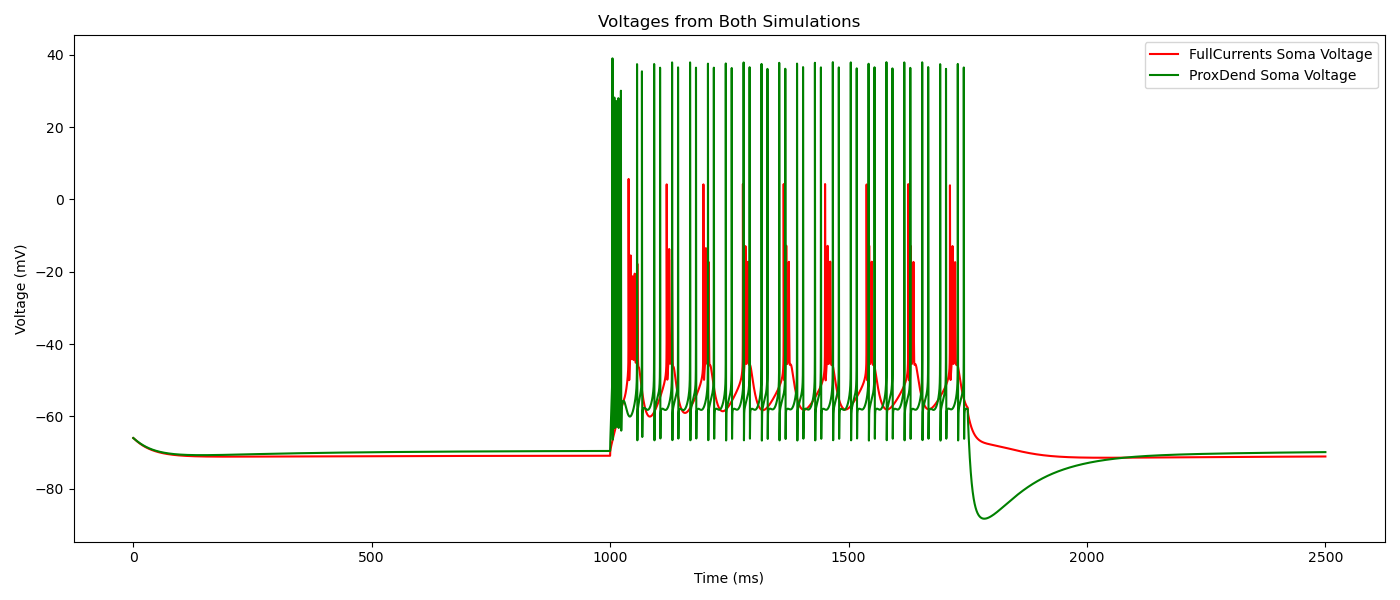 Voltages from Both Simulations
FullCurrents Soma Voltage
ProxDend Soma Voltage
Voltage (mV)
40
20
0
−20
−40
−60
−80
0
500
1000
1500
2000
2500
Time (ms)